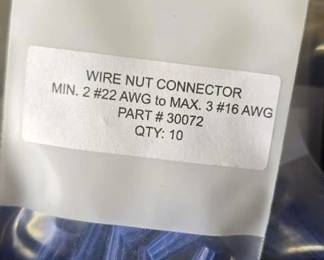 WIRE NUT CONNECTOR
MIN. 2 #22 AWG to MAX. 3 #16 AWG
PART # 30072
QTY: 10